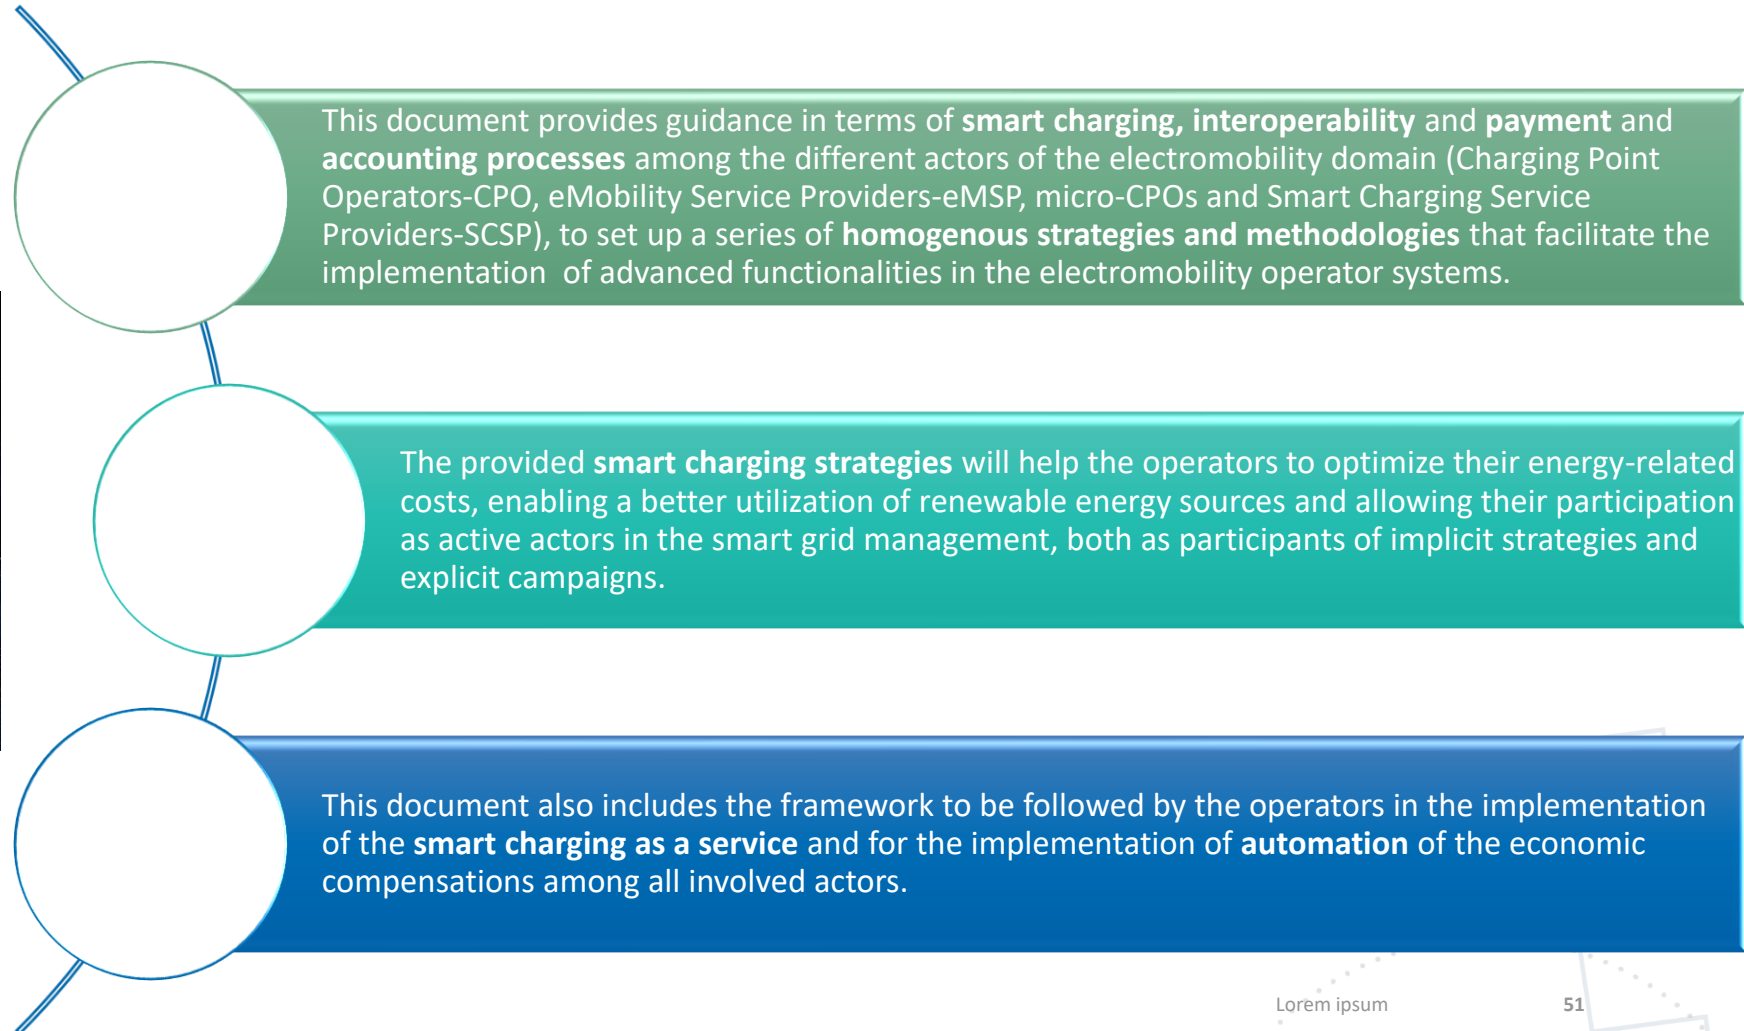 This document provides guidance in terms of smart charging, interoperability and payment and
accounting processes among the different actors of the electromobility domain (Charging Point
Operators-CPO, eMobility Service Providers-eMSP, micro-CPOs and Smart Charging Service
Providers-SCSP), to set up a series of homogenous strategies and methodologies that facilitate the
implementation  of advanced functionalities in the electromobility operator systems.
The provided smart charging strategies will help the operators to optimize their energy-related
costs, enabling a better utilization of renewable energy sources and allowing their participation
as active actors in the smart grid management, both as participants of implicit strategies and
explicit campaigns.
This document also includes the framework to be followed by the operators in the implementation
of the smart charging as a service and for the implementation of automation of the economic
compensations among all involved actors.
Lorem ipsum 51